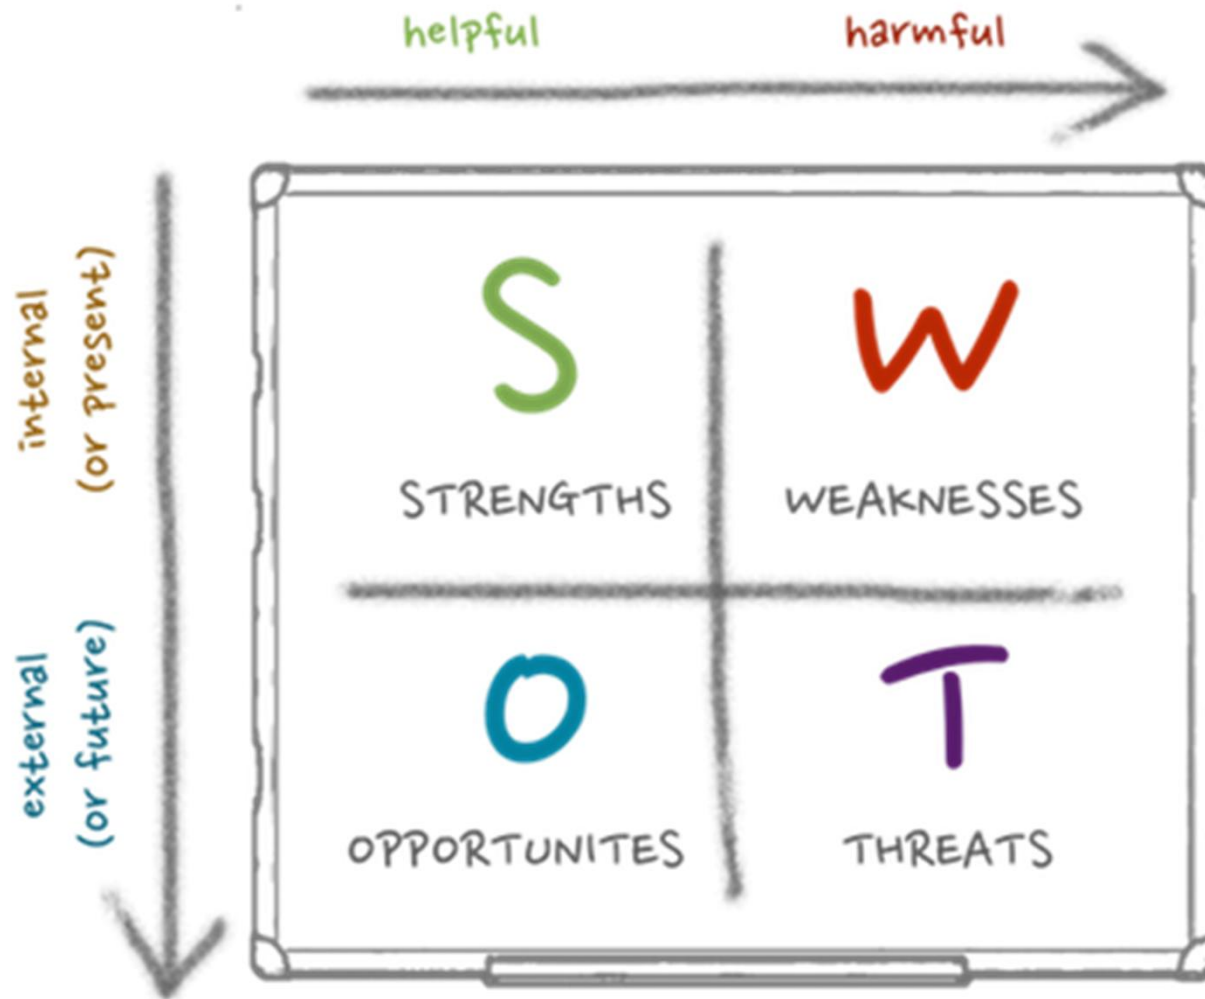 helpful harmful
internal
(or present)
S W
STRENGTHS WEAKNESSES
external
(or future)
O T
OPPORTUNITES THREATS